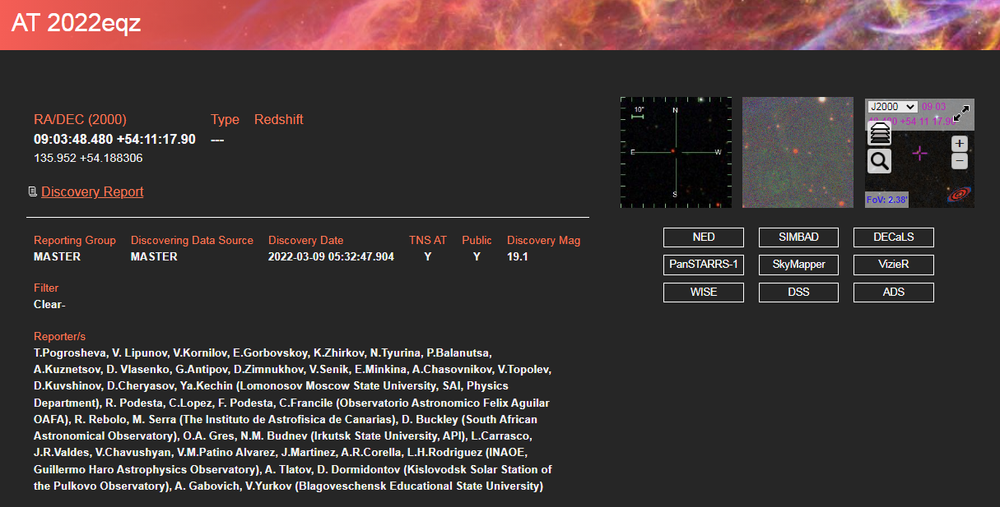 AT 2022eqz
RA/DEC (2000) Type Redshift
09:03:48.480 +54:11:17.90 ---
135.952 +54.188306
Discovery Report
Reporting Group Discovering Data Source Discovery Date TNS AT Public Discovery Mag
MASTER MASTER 2022-03-09 05:32:47.904 Y Y 19.1
Filter
Clear-
Reporter/s
T.Pogrosheva, V. Lipunov, V.Kornilov, E.Gorbovskoy, K.Zhirkov, N.Tyurina, P.Balanutsa,
A.Kuznetsov, D. Vlasenko, G.Antipov, D.Zimnukhov, V.Senik, E.Minkina, A.Chasovnikov, V.Topolev,
D.Kuvshinov, D.Cheryasov, Ya.Kechin (Lomonosov Moscow State University, SAI, Physics
Department), R. Podesta, C.Lopez, F. Podesta, C.Francile (Observatorio Astronomico Felix Aguilar
OAFA), R. Rebolo, M. Serra (The Instituto de Astrofisica de Canarias), D. Buckley (South African
Astronomical Observatory), O.A. Gres, N.M. Budnev (Irkutsk State University, API), L.Carrasco,
J.R.Valdes, V.Chavushyan, V.M.Patino Alvarez, J.Martinez, A.R.Corella, L.H.Rodriguez (INAOE,
Guillermo Haro Astrophysics Observatory), A. Tlatov, D. Dormidontov (Kislovodsk Solar Station of
the Pulkovo Observatory), A. Gabovich, V.Yurkov (Blagoveschensk Educational State University)
10"
N
E W
S
J2000 09 03
48.480 +54 11 17.90
+
−
FoV: 2.38'
NED SIMBAD DECaLS
PanSTARRS-1 SkyMapper VizieR
WISE DSS ADS